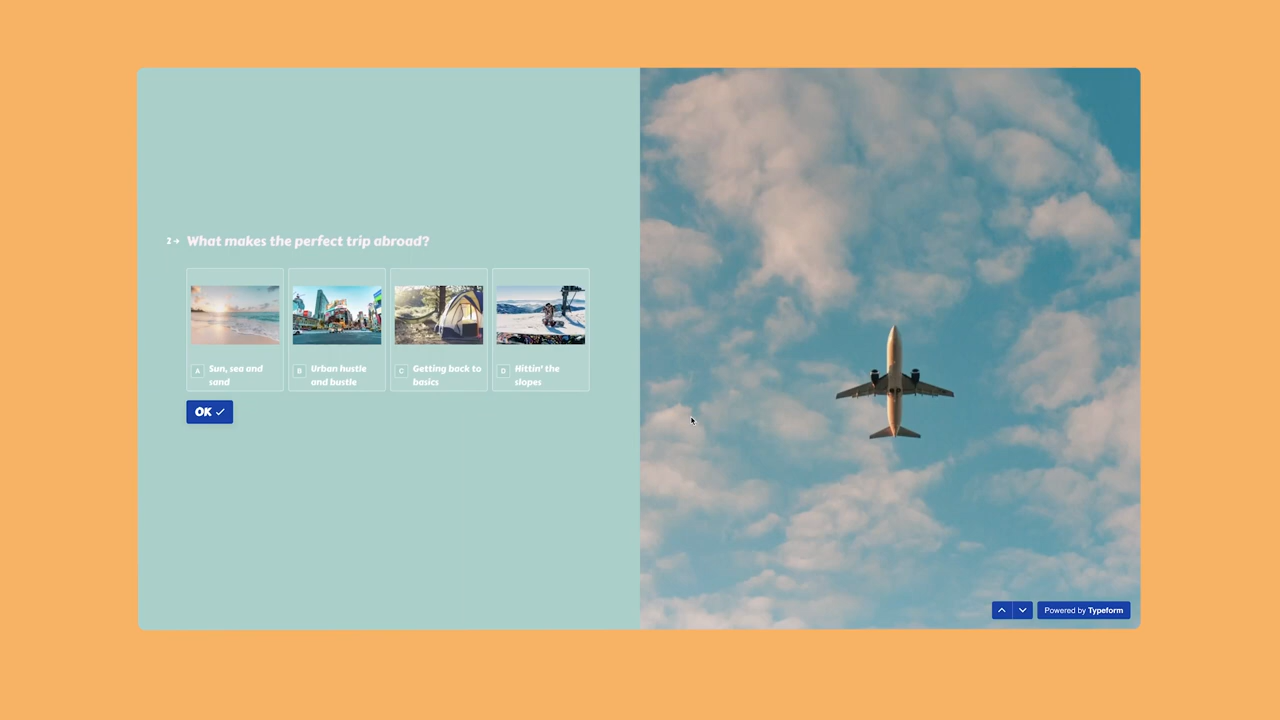 2 → What makes the perfect trip abroad?
A Sun, sea and
sand
B Urban hustle
and bustle
C Getting back to
basics
D Hittin' the
slopes
OK ✓
Powered by Typeform